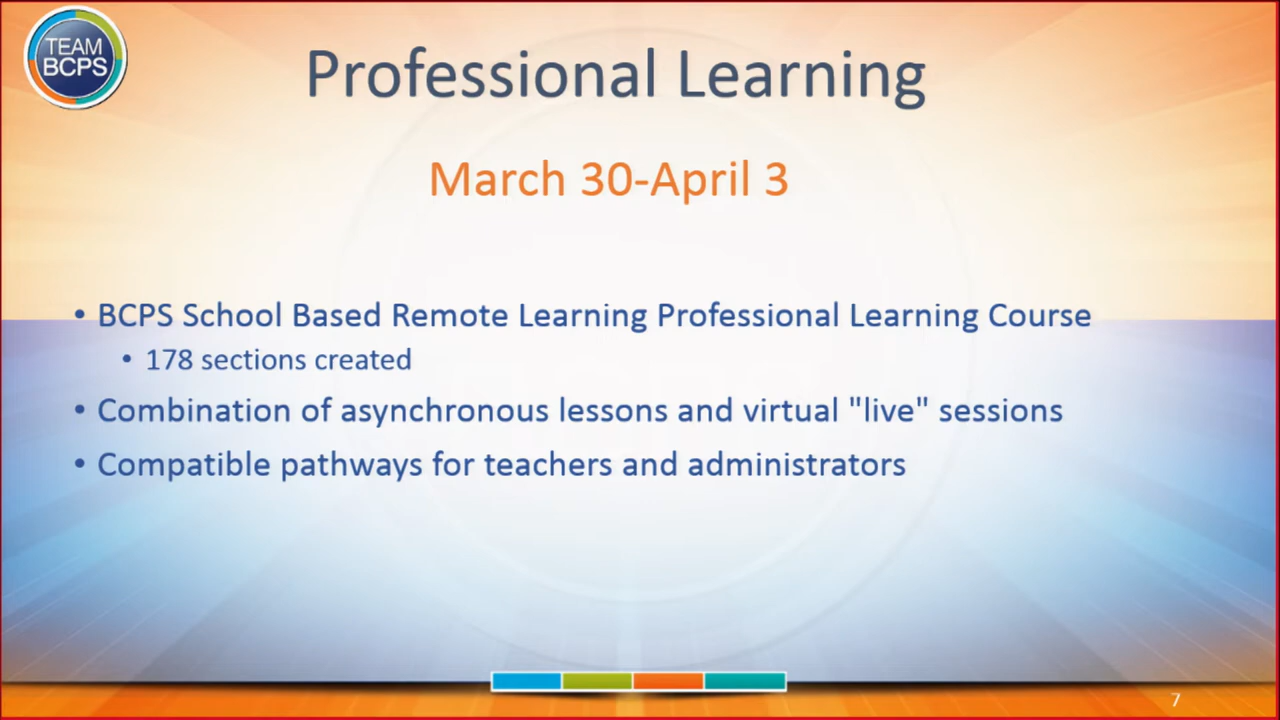 TEAM
BCPS
Professional Learning
March 30-April 3
• BCPS School Based Remote Learning Professional Learning Course
• 178 sections created
• Combination of asynchronous lessons and virtual "live" sessions
• Compatible pathways for teachers and administrators
7